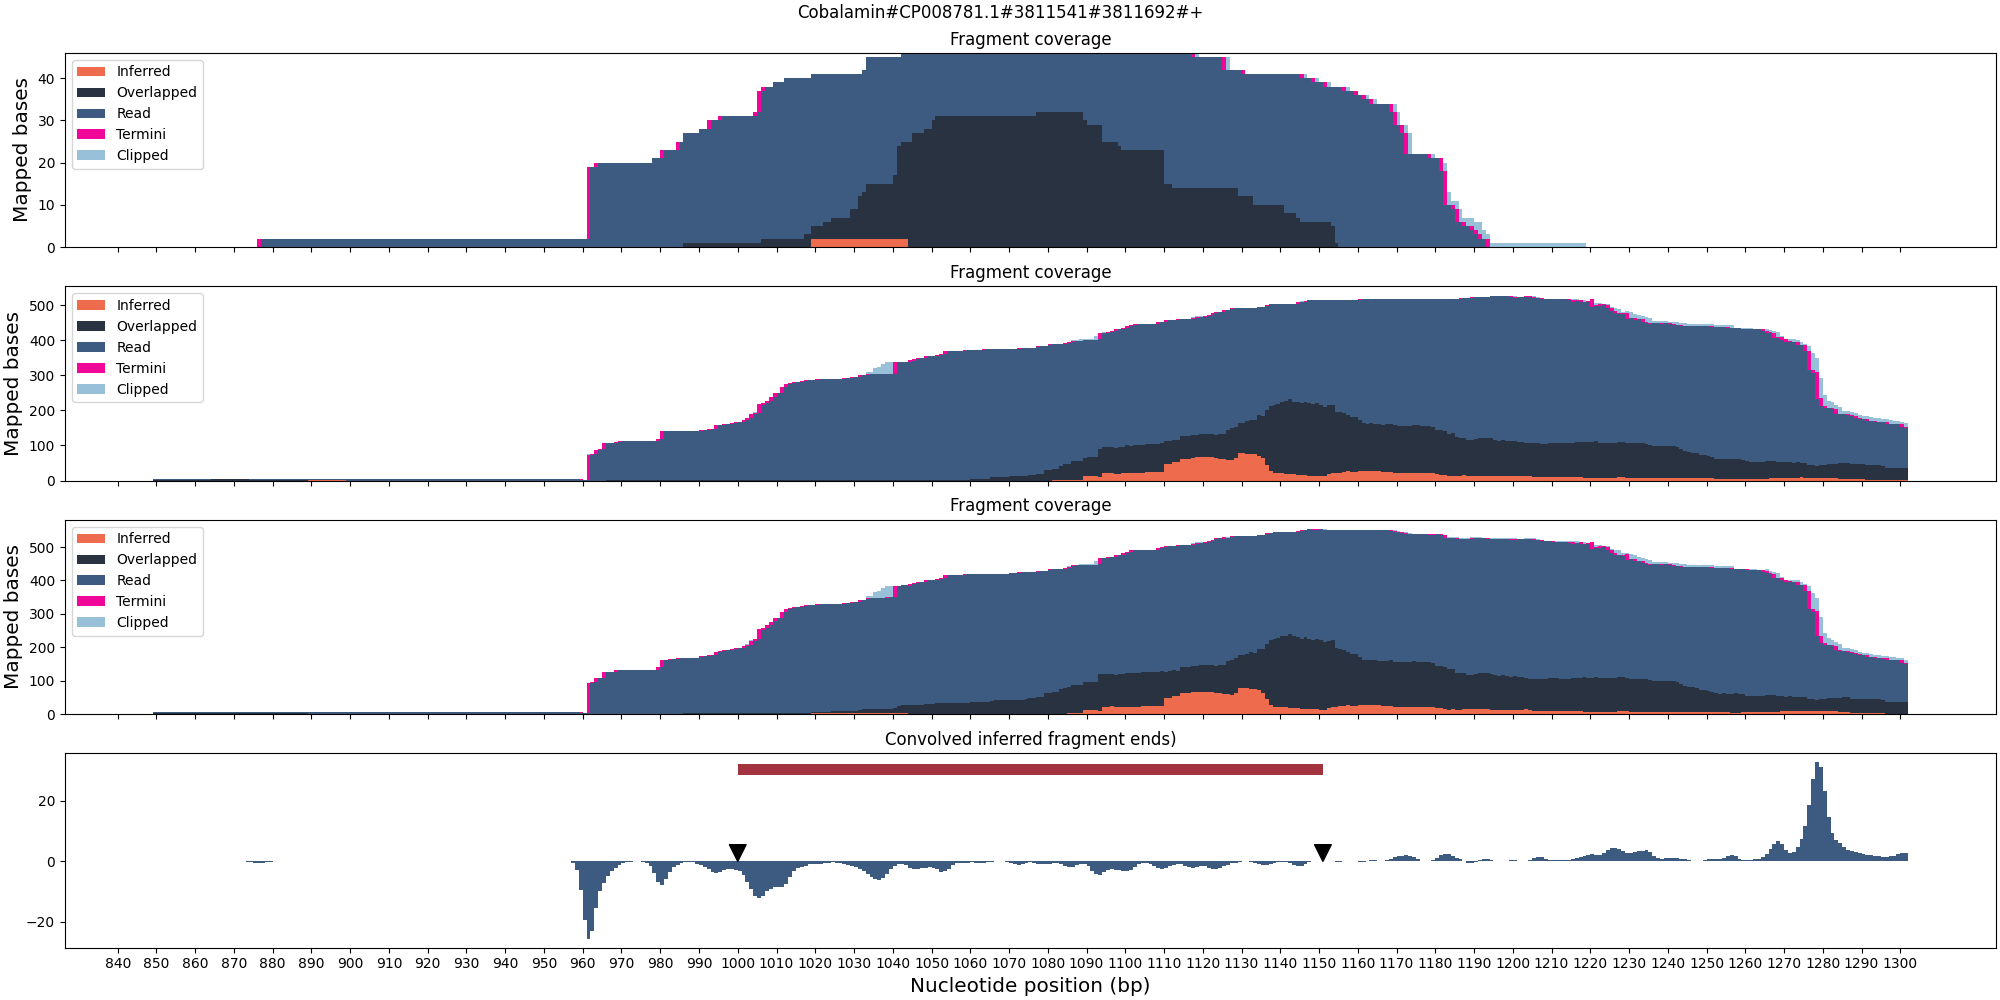 Cobalamin#CP008781.1#3811541#3811692#+
Fragment coverage
Mapped bases
40
30
20
10
0
Inferred
Overlapped
Read
Termini
Clipped
Fragment coverage
Mapped bases
500
400
300
200
100
0
Inferred
Overlapped
Read
Termini
Clipped
Fragment coverage
Mapped bases
500
400
300
200
100
0
Inferred
Overlapped
Read
Termini
Clipped
Convolved inferred fragment ends)
20
0
−20
840 850 860 870 880 890 900 910 920 930 940 950 960 970 980 990 1000 1010 1020 1030 1040 1050 1060 1070 1080 1090 1100 1110 1120 1130 1140 1150 1160 1170 1180 1190 1200 1210 1220 1230 1240 1250 1260 1270 1280 1290 1300
Nucleotide position (bp)